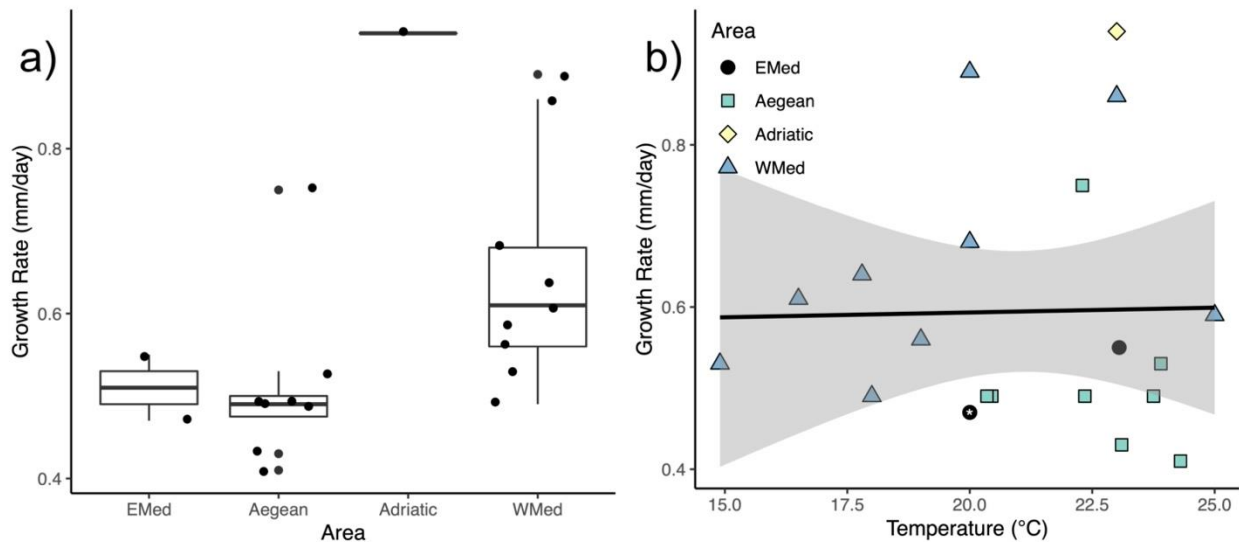 a)
Growth Rate (mm/day)
0.8
0.6
0.4
EMed
Aegean
Adriatic
WMed
Area
b)
Growth Rate (mm/day)
0.8
0.6
0.4
Area
EMed
Aegean
Adriatic
WMed
15.0
17.5
20.0
22.5
25.0
Temperature (°C)